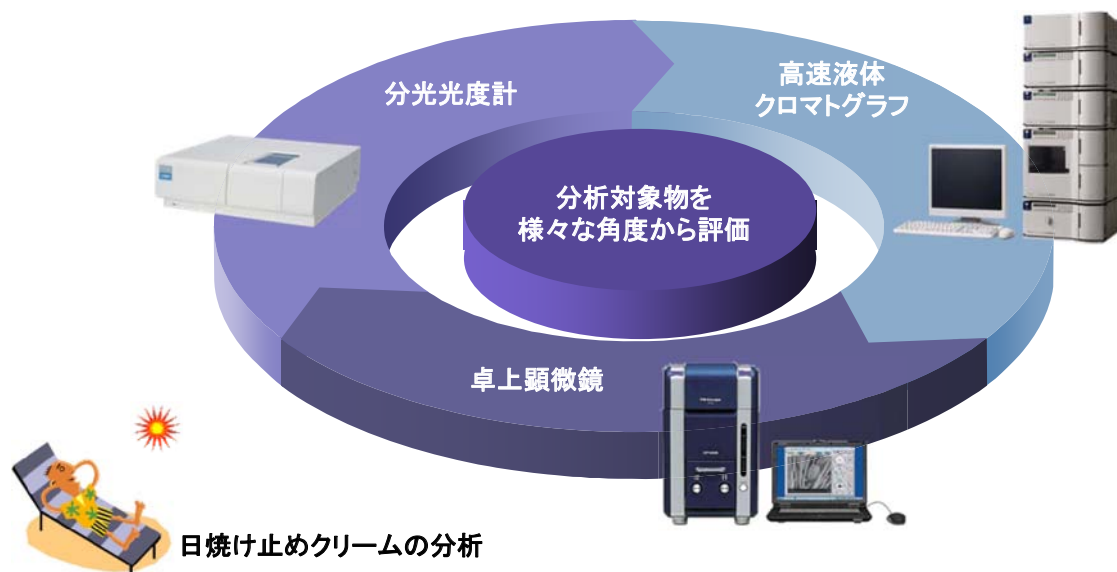 分光光度計
高速液体
クロマトグラフ
分析対象物を
様々な角度から評価
卓上顕微鏡
日焼け止めクリームの分析